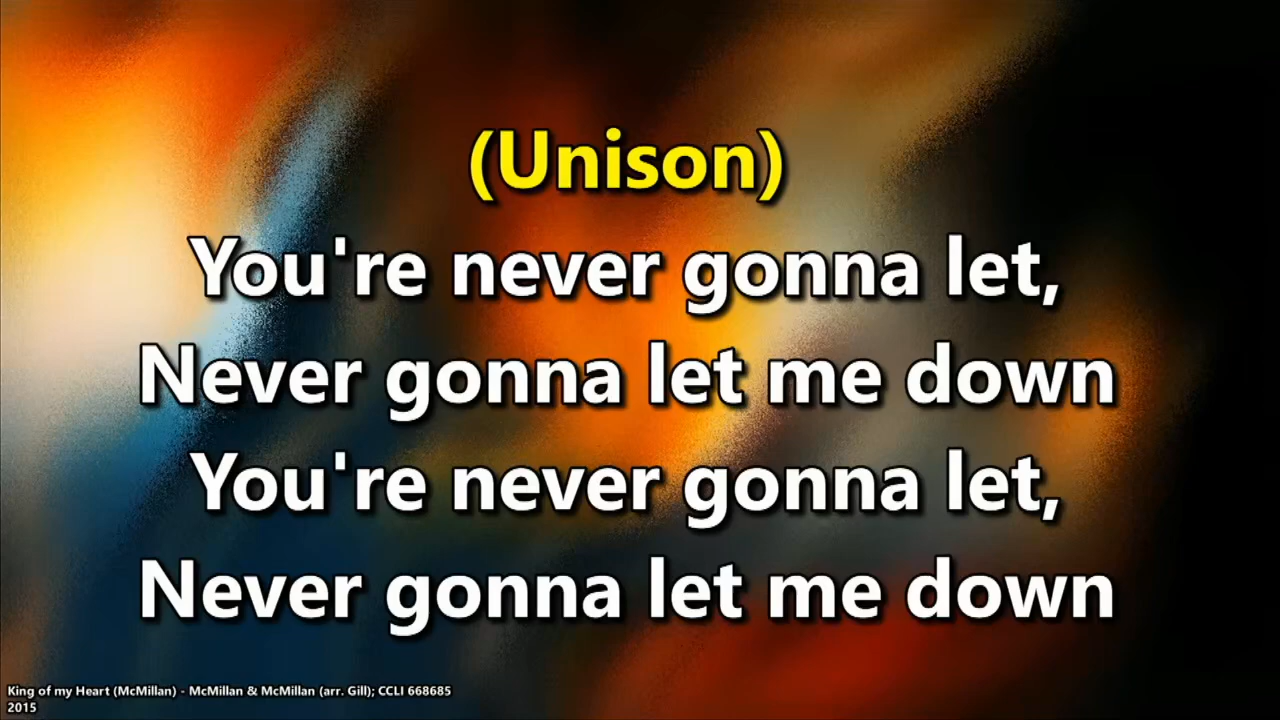 (Unison)
You're never gonna let,
Never gonna let me down
You're never gonna let,
Never gonna let me down
King of my Heart (McMillan) - McMillan & McMillan (arr. Gill); CCLI 668685
2015